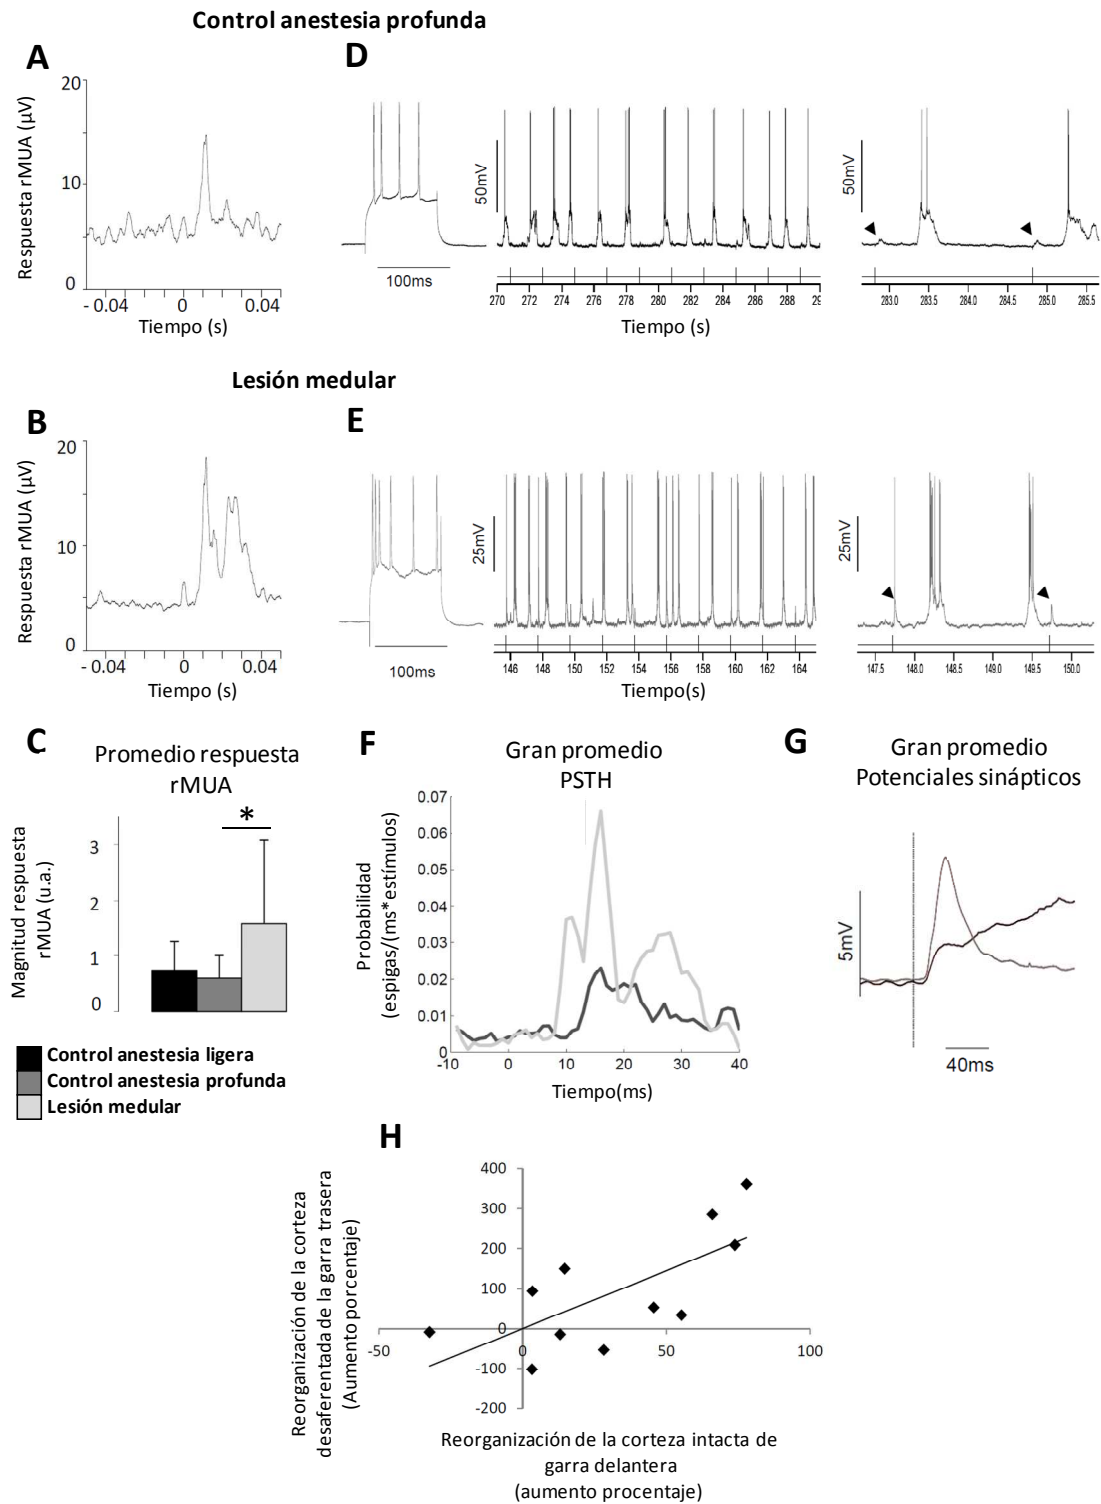 Control anestesia profunda
A
Respuesta rMUA (µV)
20
10
0
- 0.04
0
0.04
Tiempo (s)
D
100ms
50mV
270
272
274
276
278
280
282
284
286
288
29
Tiempo (s)
50mV
283.0
283.5
284.0
284.5
285.0
285.5
Lesión medular
B
Respuesta rMUA (µV)
20
10
0
-0.04
0
0.04
Tiempo (s)
E
100ms
25mV
146
148
150
152
154
156
158
160
162
164
Tiempo(s)
25mV
147.5
148.0
148.5
149.0
149.5
150.0
C
Promedio respuesta
rMUA
Magnitud respuesta
rMUA (u.a.)
3
2
1
0
*
Control anestesia ligera
Control anestesia profunda
Lesión medular
F
Gran promedio
PSTH
Probabilidad
(espigas/(ms*estímulos)
0.07
0.06
0.05
0.04
0.03
0.02
0.01
0
-10
0
10
20
30
40
Tiempo(ms)
G
Gran promedio
Potenciales sinápticos
5mV
40ms
H
Reorganización de la corteza
desaferentada de la garra trasera
(Aumento porcentaje)
400
300
200
100
0
-100
-200
-50
0
50
100
Reorganización de la corteza intacta de
garra delantera
(aumento procentaje)